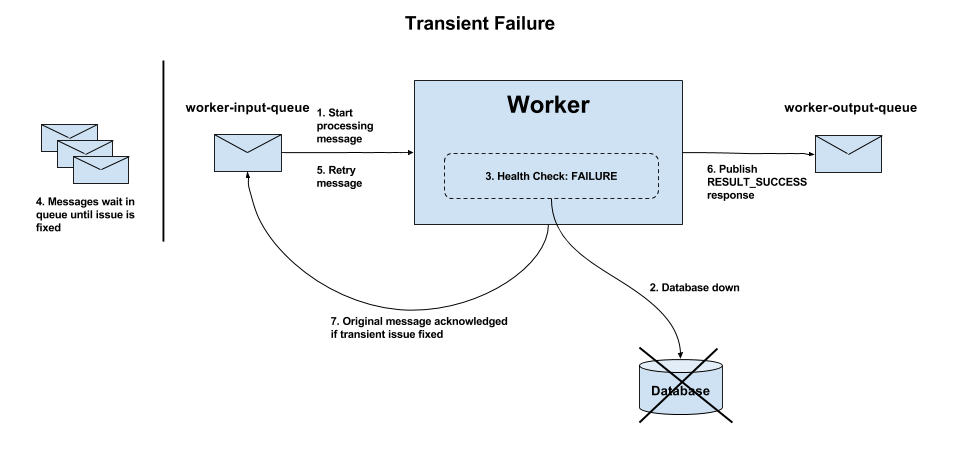 Transient Failure
worker-input-queue
1. Start
processing
message
5. Retry
message
4. Messages wait in
queue until issue is
fixed
Worker
3. Health Check: FAILURE
worker-output-queue
6. Publish
RESULT_SUCCESS
response
2. Database down
7. Original message acknowledged
if transient issue fixed
Database